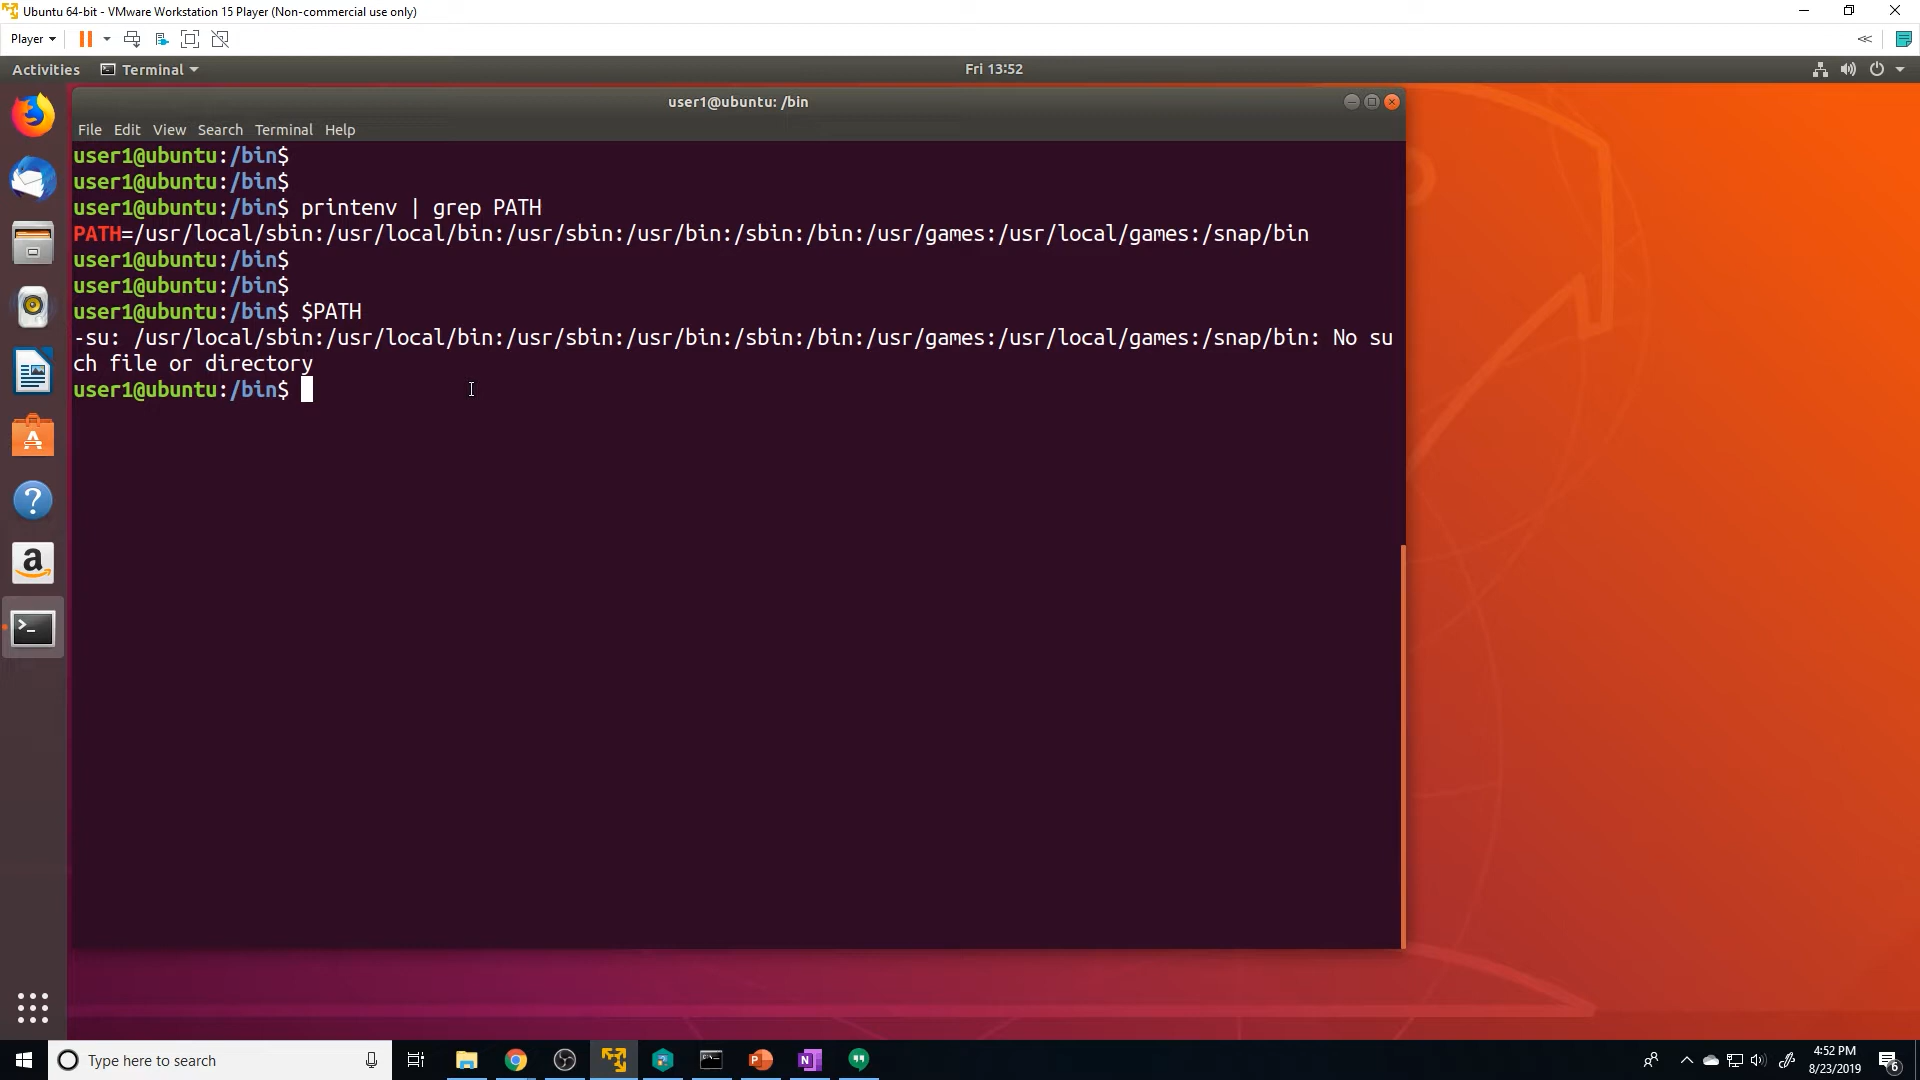 Ubuntu 64-bit - VMware Workstation 15 Player (Non-commercial use only)
Player
Activities Terminal Fri 13:52
user1@ubuntu: /bin
File Edit View Search Terminal Help
user1@ubuntu:/bin$
user1@ubuntu:/bin$
user1@ubuntu:/bin$ printenv | grep PATH
PATH=/usr/local/sbin:/usr/local/bin:/usr/sbin:/usr/bin:/sbin:/bin:/usr/games:/usr/local/games:/snap/bin
user1@ubuntu:/bin$
user1@ubuntu:/bin$
user1@ubuntu:/bin$ $PATH
-su: /usr/local/sbin:/usr/local/bin:/usr/sbin:/usr/bin:/sbin:/bin:/usr/games:/usr/local/games:/snap/bin: No su
ch file or directory
user1@ubuntu:/bin$
Type here to search
4:52 PM
8/23/2019
6